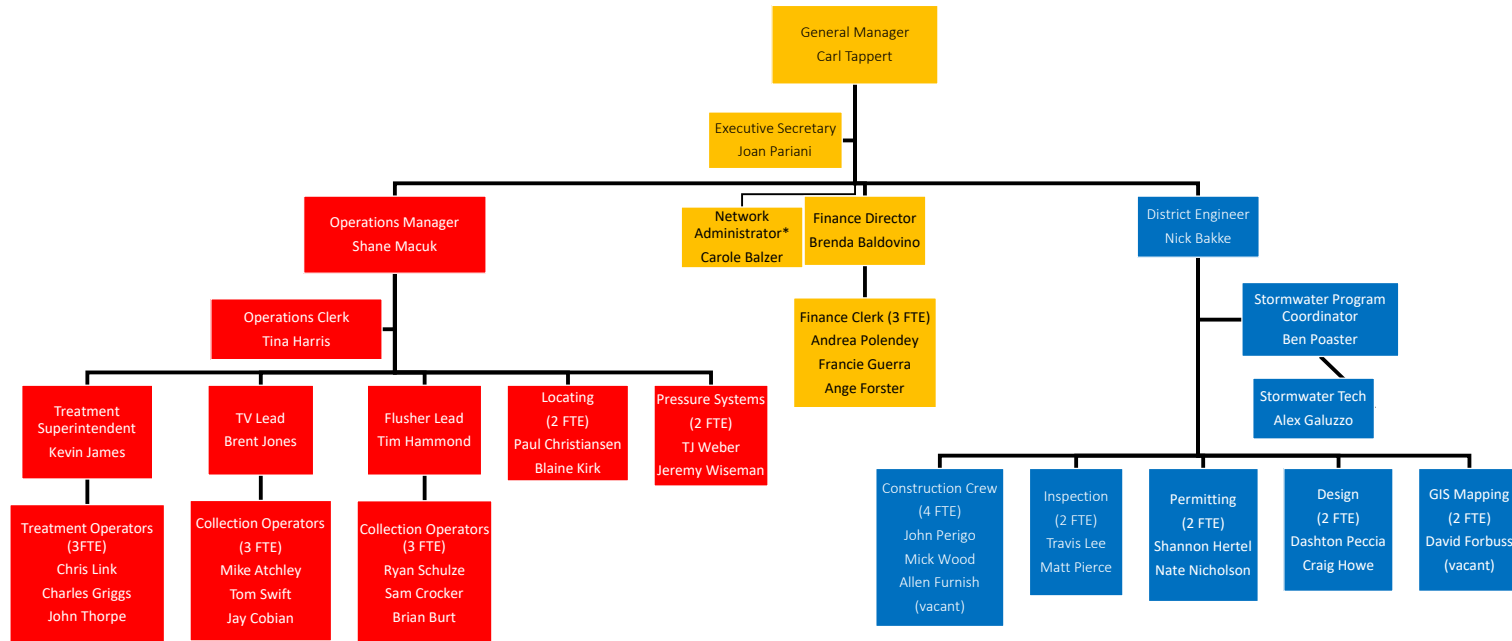 General Manager
Carl Tappert
Executive Secretary
Joan Pariani
Operations Manager
Shane Macuk
Network
Administrator*
Carole Balzer
Finance Director
Brenda Baldovino
District Engineer
Nick Bakke
Operations Clerk
Tina Harris
Finance Clerk (3 FTE)
Andrea Polendey
Francie Guerra
Ange Forster
Stormwater Program
Coordinator
Ben Poaster
Stormwater Tech
Alex Galuzzo
Treatment
Superintendent
Kevin James
TV Lead
Brent Jones
Flusher Lead
Tim Hammond
Locating
(2 FTE)
Paul Christiansen
Blaine Kirk
Pressure Systems
(2 FTE)
TJ Weber
Jeremy Wiseman
Treatment Operators
(3FTE)
Chris Link
Charles Griggs
John Thorpe
Collection Operators
(3 FTE)
Mike Atchley
Tom Swift
Jay Cobian
Collection Operators
(3 FTE)
Ryan Schulze
Sam Crocker
Brian Burt
Construction Crew
(4 FTE)
John Perigo
Mick Wood
Allen Furnish
(vacant)
Inspection
(2 FTE)
Travis Lee
Matt Pierce
Permitting
(2 FTE)
Shannon Hertel
Nate Nicholson
Design
(2 FTE)
Dashton Peccia
Craig Howe
GIS Mapping
(2 FTE)
David Forbuss
(vacant)